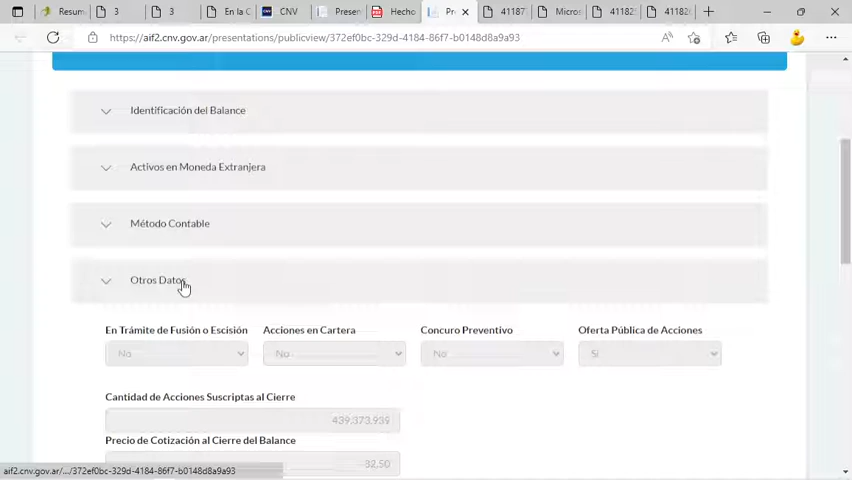 Resum
3
3
En la C
CNV
Presen
Hecho
Pre
41187
Micros
41182
41182
https://aif2.cnv.gov.ar/presentations/publicview/372ef0bc-329d-4184-86f7-b0148d8a9a93
Identificación del Balance
Activos en Moneda Extranjera
Método Contable
Otros Datos
En Trámite de Fusión o Escisión Acciones en Cartera Concuro Preventivo Oferta Pública de Acciones
No No No Si
Cantidad de Acciones Suscriptas al Cierre
439.373.939
Precio de Cotización al Cierre del Balance
32,50
aif2.cnv.gov.ar/.../372ef0bc-329d-4184-86f7-b0148d8a9a93